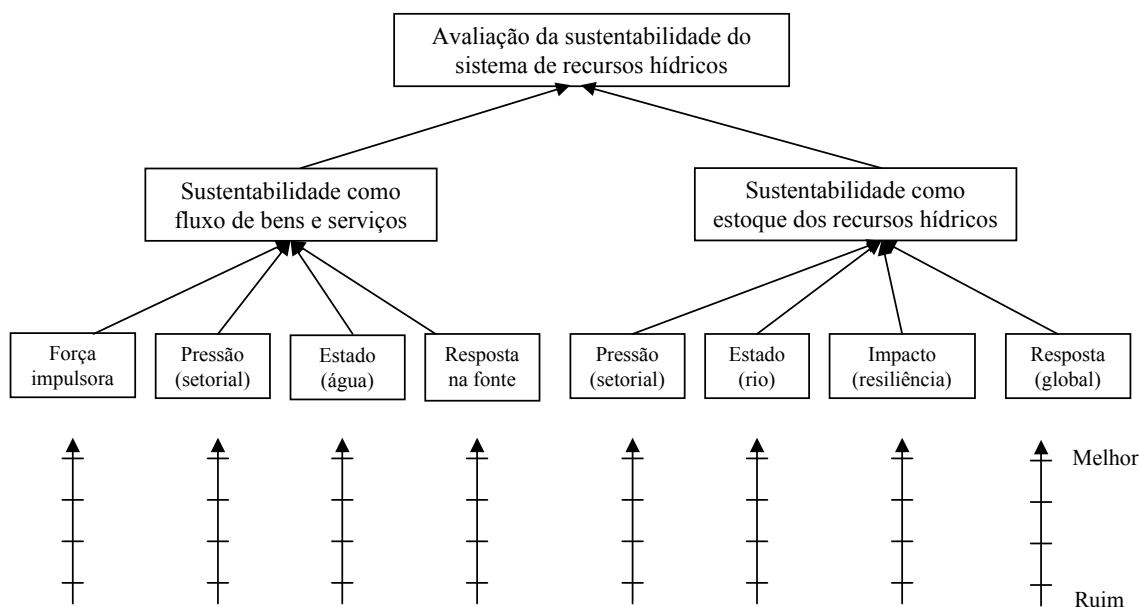 Avaliação da sustentabilidade do
sistema de recursos hídricos
Sustentabilidade como
fluxo de bens e serviços
Sustentabilidade como
estoque dos recursos hídricos
Força
impulsora
Pressão
(setorial)
Estado
(água)
Resposta
na fonte
Pressão
(setorial)
Estado
(rio)
Impacto
(resiliência)
Resposta
(global)
Melhor
Ruim